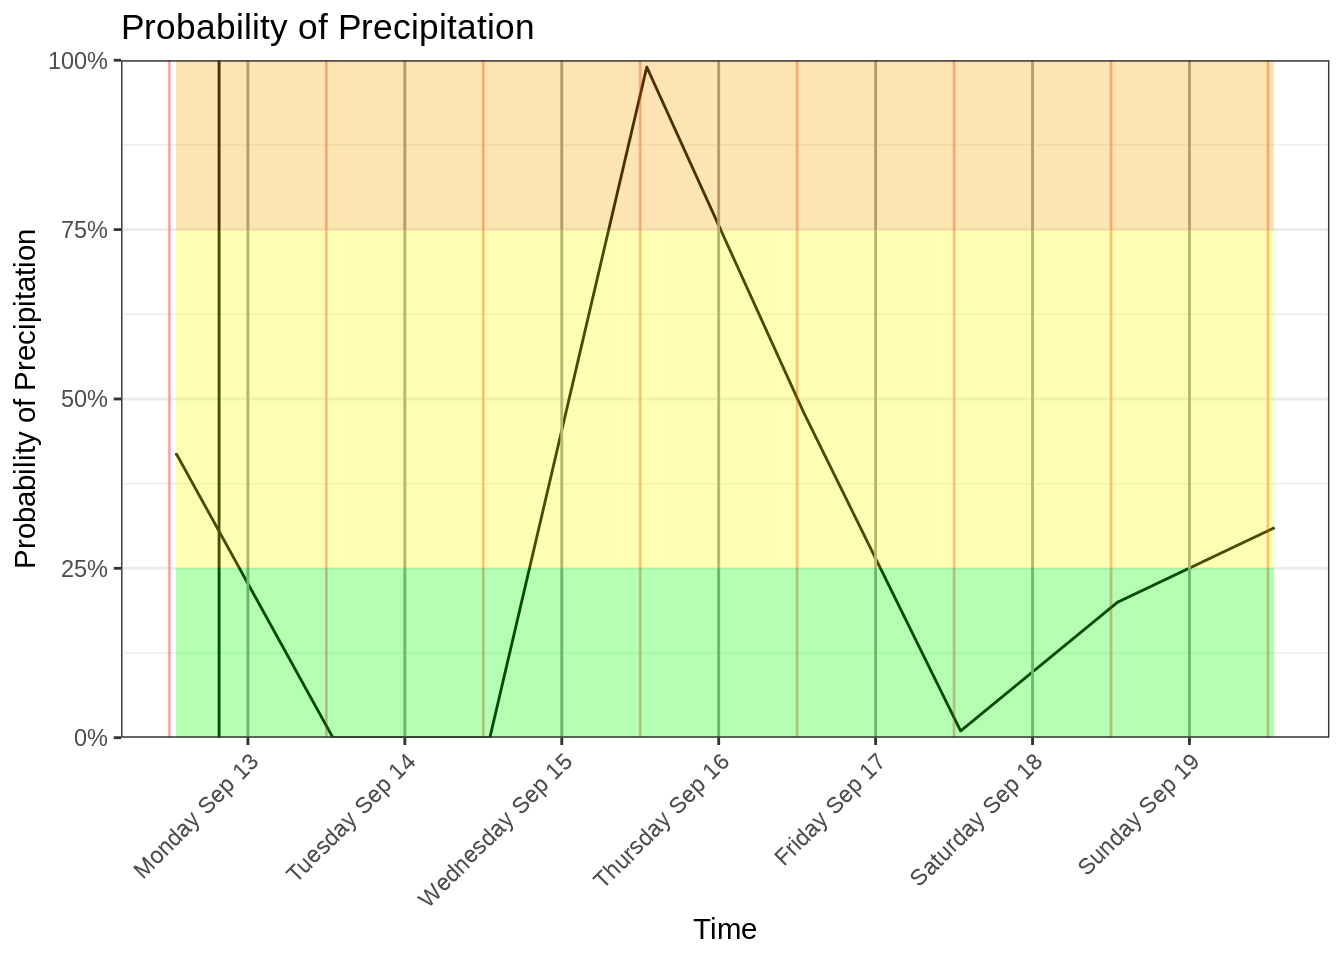 Probability of Precipitation
Probability of Precipitation
100%
75%
50%
25%
0%
Monday Sep 13
Tuesday Sep 14
Wednesday Sep 15
Thursday Sep 16
Friday Sep 17
Saturday Sep 18
Sunday Sep 19
Time